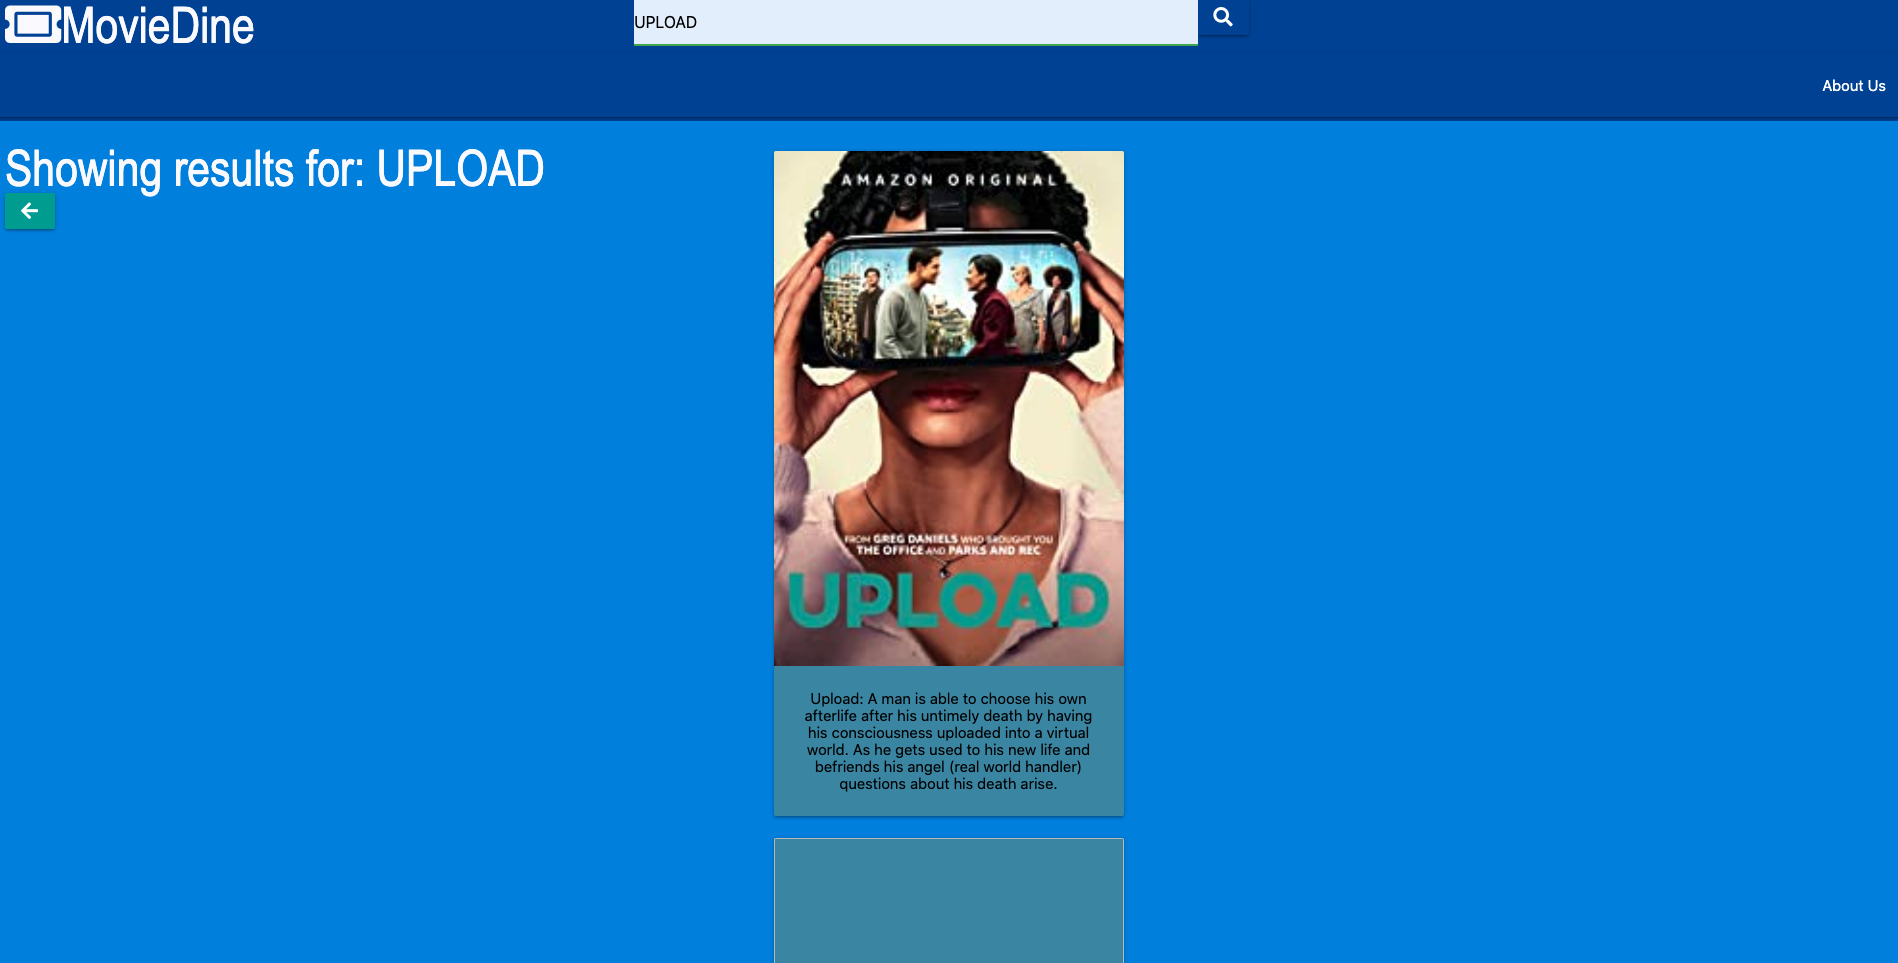 MovieDine
UPLOAD
About Us
Showing results for: UPLOAD
AMAZON ORIGINAL
FROM GREG DANIELS WHO BROUGHT YOU
THE OFFICE AND PARKS AND REC
UPLOAD
Upload: A man is able to choose his own
afterlife after his untimely death by having
his consciousness uploaded into a virtual
world. As he gets used to his new life and
befriends his angel (real world handler)
questions about his death arise.